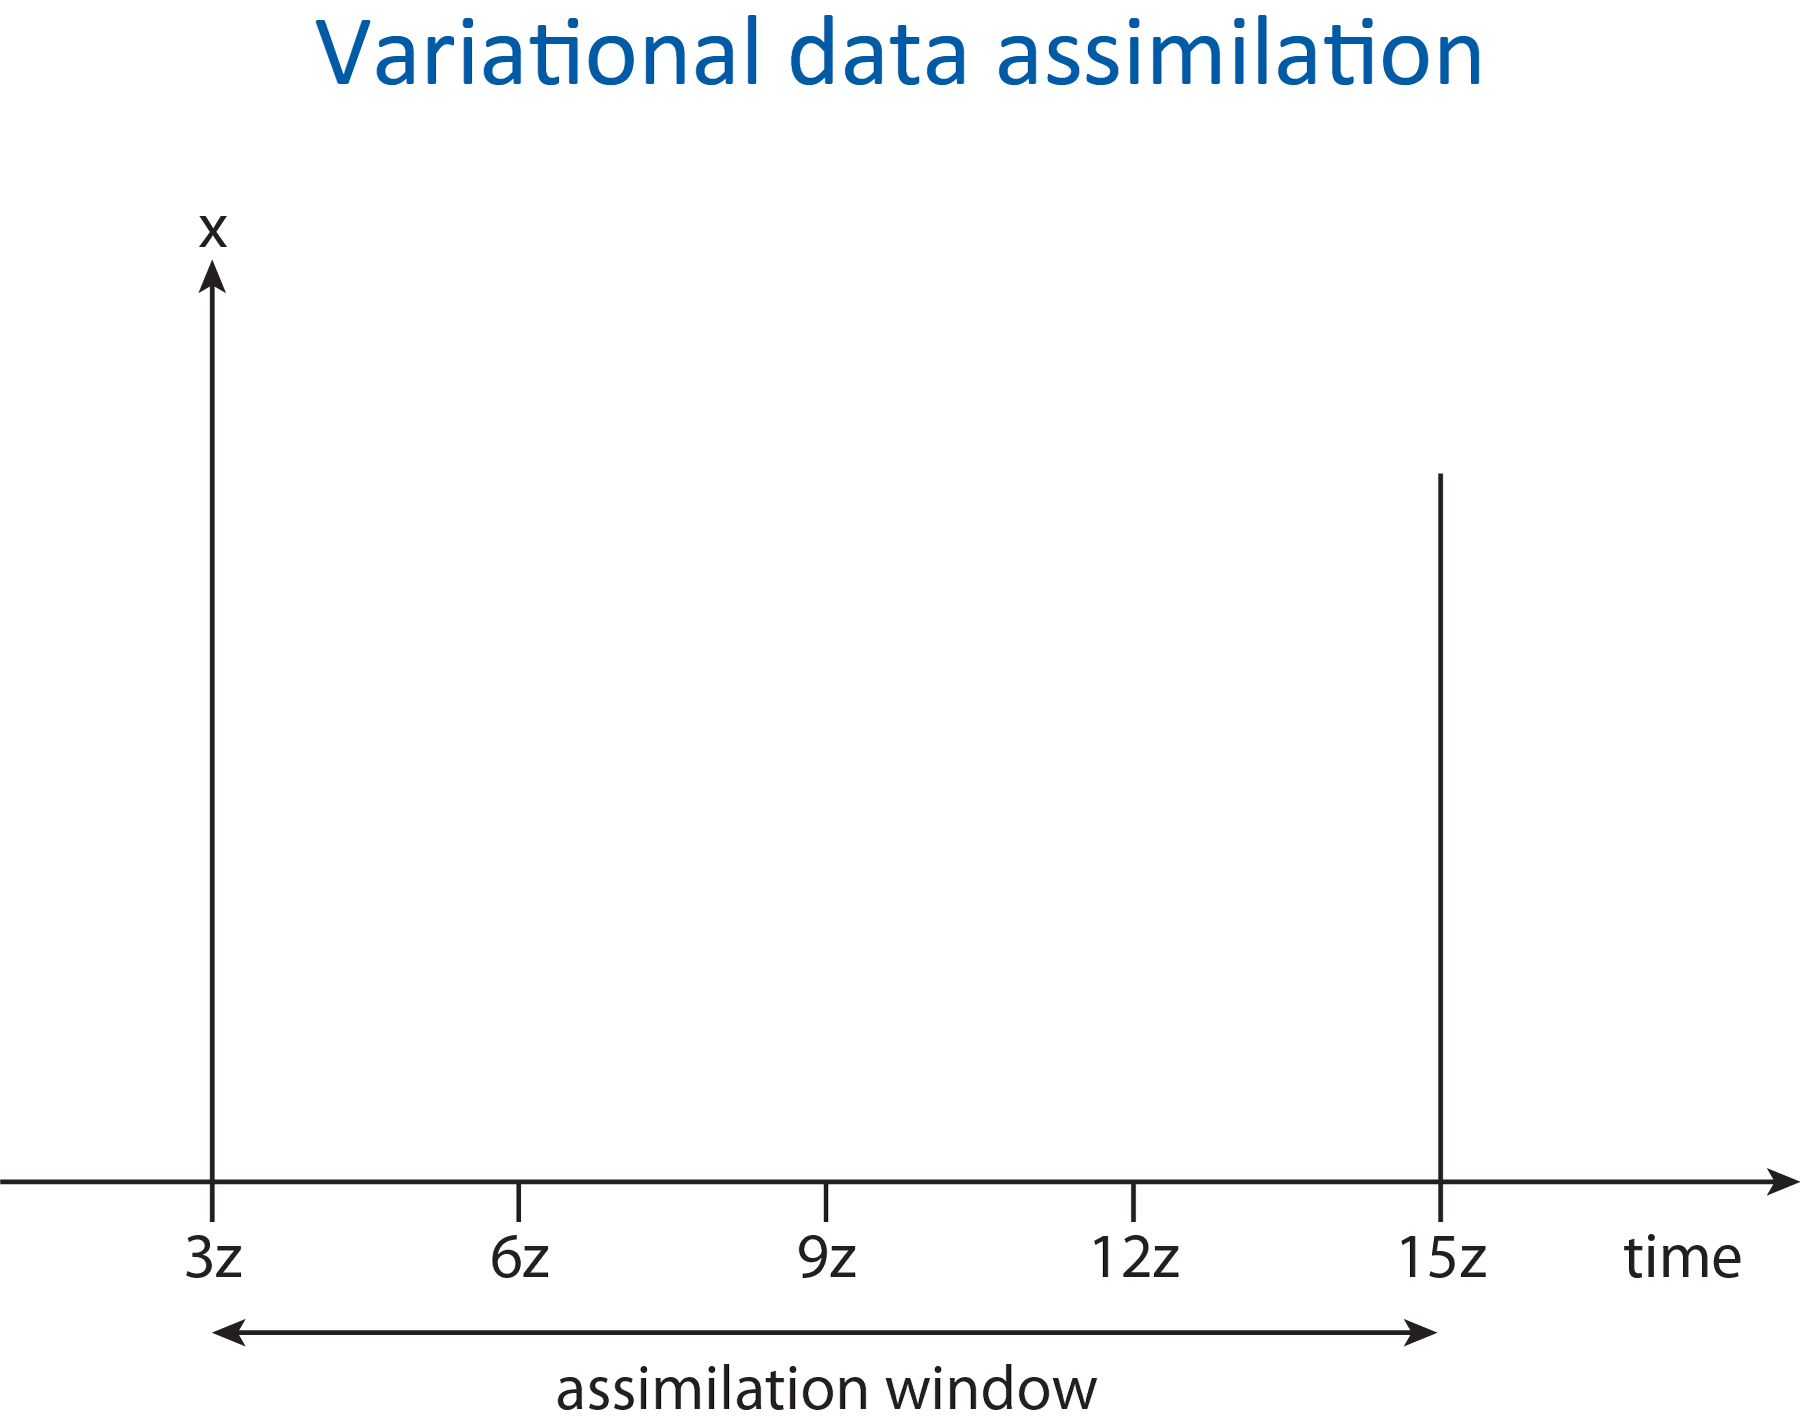 Variational data assimilation
x
3z 6z 9z 12z 15z time
assimilation window